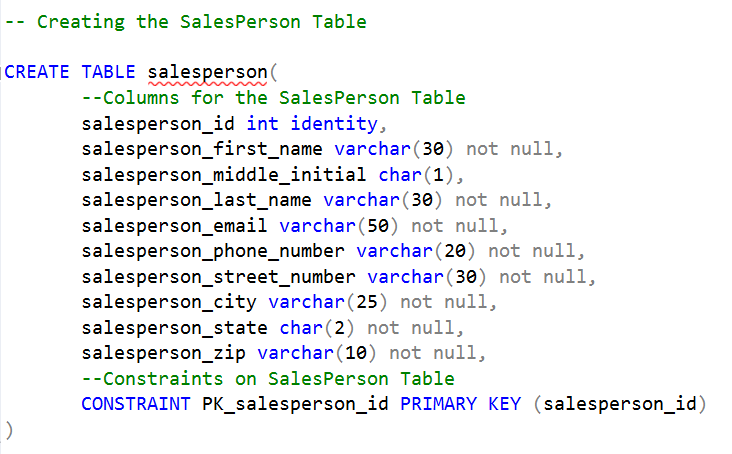 -- Creating the SalesPerson Table
CREATE TABLE salesperson(
--Columns for the SalesPerson Table
salesperson_id int identity,
salesperson_first_name varchar(30) not null,
salesperson_middle_initial char(1),
salesperson_last_name varchar(30) not null,
salesperson_email varchar(50) not null,
salesperson_phone_number varchar(20) not null,
salesperson_street_number varchar(30) not null,
salesperson_city varchar(25) not null,
salesperson_state char(2) not null,
salesperson_zip varchar(10) not null,
--Constraints on SalesPerson Table
CONSTRAINT PK_salesperson_id PRIMARY KEY (salesperson_id)
)